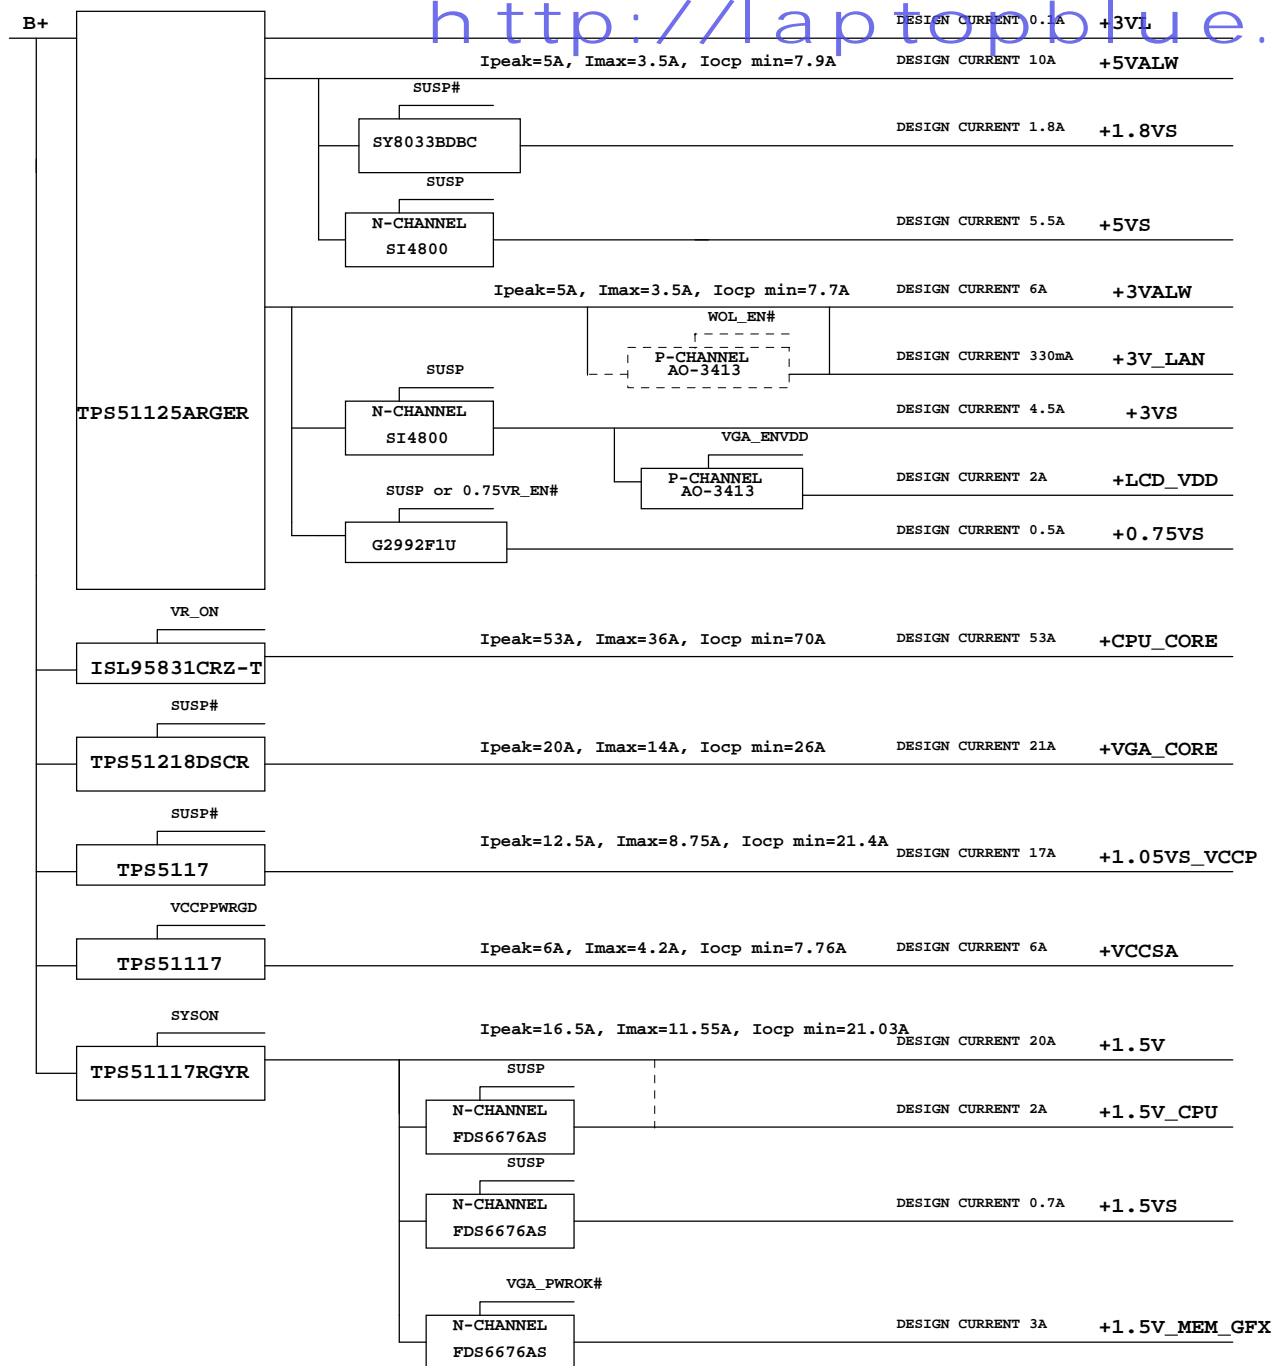 http://laptopblue.
B+
DESIGN CURRENT 0.1A +3VL
Ipeak=5A, Imax=3.5A, Iocp min=7.9A DESIGN CURRENT 10A +5VALW
SUSP#
SY8033BDBC
DESIGN CURRENT 1.8A +1.8VS
SUSP
N-CHANNEL
SI4800
DESIGN CURRENT 5.5A +5VS
Ipeak=5A, Imax=3.5A, Iocp min=7.7A DESIGN CURRENT 6A +3VALW
WOL_EN#
P-CHANNEL
AO-3413
DESIGN CURRENT 330mA +3V_LAN
SUSP
TPS51125ARGER
N-CHANNEL
SI4800
DESIGN CURRENT 4.5A +3VS
VGA_ENVDD
P-CHANNEL
AO-3413
DESIGN CURRENT 2A +LCD_VDD
SUSP or 0.75VR_EN#
G2992F1U
DESIGN CURRENT 0.5A +0.75VS
VR_ON
ISL95831CRZ-T
Ipeak=53A, Imax=36A, Iocp min=70A DESIGN CURRENT 53A +CPU_CORE
SUSP#
TPS51218DSCR
Ipeak=20A, Imax=14A, Iocp min=26A DESIGN CURRENT 21A +VGA_CORE
SUSP#
TPS5117
Ipeak=12.5A, Imax=8.75A, Iocp min=21.4A DESIGN CURRENT 17A +1.05VS_VCCP
VCCPPWRGD
TPS51117
Ipeak=6A, Imax=4.2A, Iocp min=7.76A DESIGN CURRENT 6A +VCCSA
SYSON
TPS51117RGYR
Ipeak=16.5A, Imax=11.55A, Iocp min=21.03A DESIGN CURRENT 20A +1.5V
SUSP
N-CHANNEL
FDS6676AS
DESIGN CURRENT 2A +1.5V_CPU
SUSP
N-CHANNEL
FDS6676AS
DESIGN CURRENT 0.7A +1.5VS
VGA_PWROK#
N-CHANNEL
FDS6676AS
DESIGN CURRENT 3A +1.5V_MEM_GFX